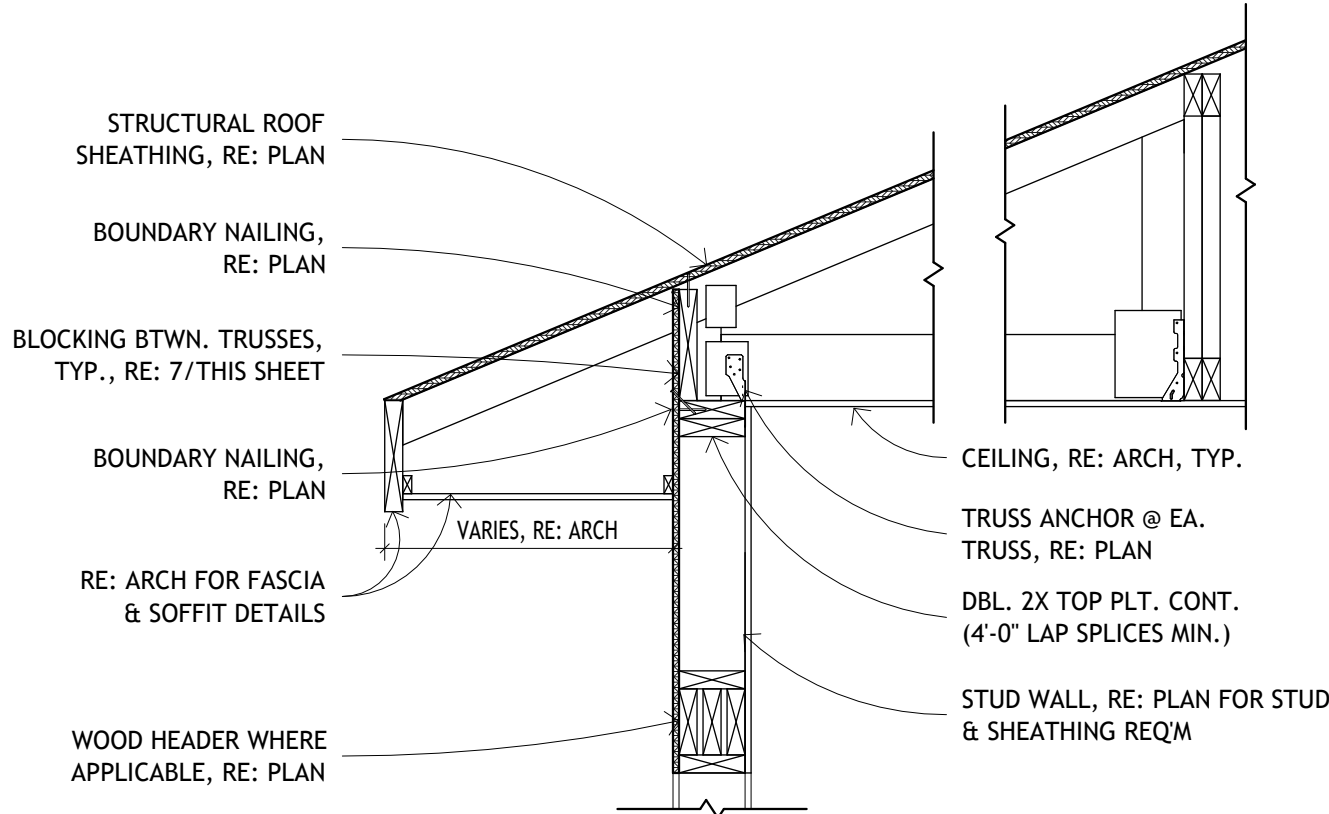 STRUCTURAL ROOF
SHEATHING, RE: PLAN
BOUNDARY NAILING,
RE: PLAN
BLOCKING BTWN. TRUSSES,
TYP., RE: 7/THIS SHEET
BOUNDARY NAILING,
RE: PLAN
VARIES, RE: ARCH
RE: ARCH FOR FASCIA
& SOFFIT DETAILS
WOOD HEADER WHERE
APPLICABLE, RE: PLAN
CEILING, RE: ARCH, TYP.
TRUSS ANCHOR @ EA.
TRUSS, RE: PLAN
DBL. 2X TOP PLT. CONT.
(4'-0" LAP SPLICES MIN.)
STUD WALL, RE: PLAN FOR STUD
& SHEATHING REQ'M